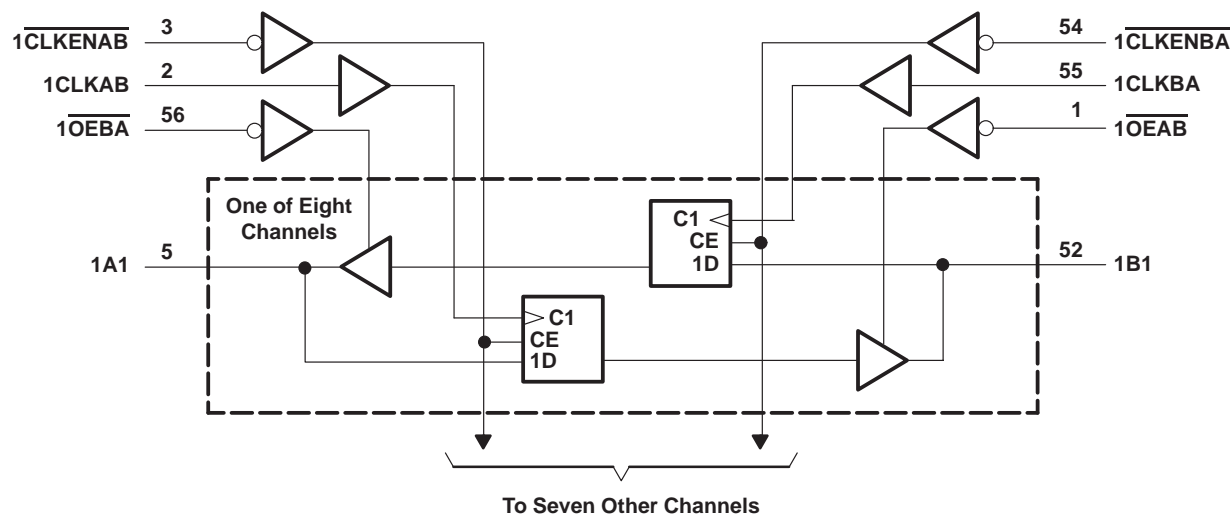 1CLKENAB 3
1CLKAB 2
1OEBA 56
54 1CLKENBA
55 1CLKBA
1 1OEAB
One of Eight
Channels
C1
CE
1D
1A1 5
52 1B1
C1
CE
1D
To Seven Other Channels